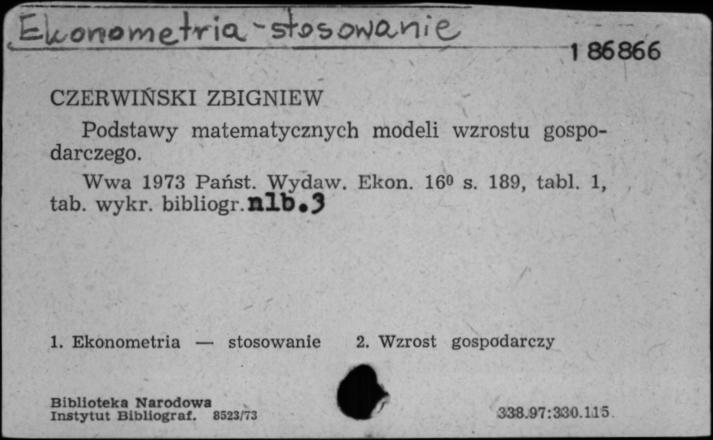 Ekonometria - stosowanie
186866
CZERWIŃSKI ZBIGNIEW
Podstawy matematycznych modeli wzrostu gospo-
darczego.
Wwa 1973 Państ. Wydaw. Ekon. 16⁰ s. 189, tabl. 1,
tab. wykr. bibliogr. nlb.3
1. Ekonometria — stosowanie 2. Wzrost gospodarczy
Biblioteka Narodowa
Instytut Bibliograf. 8523/73
338.97:330.115